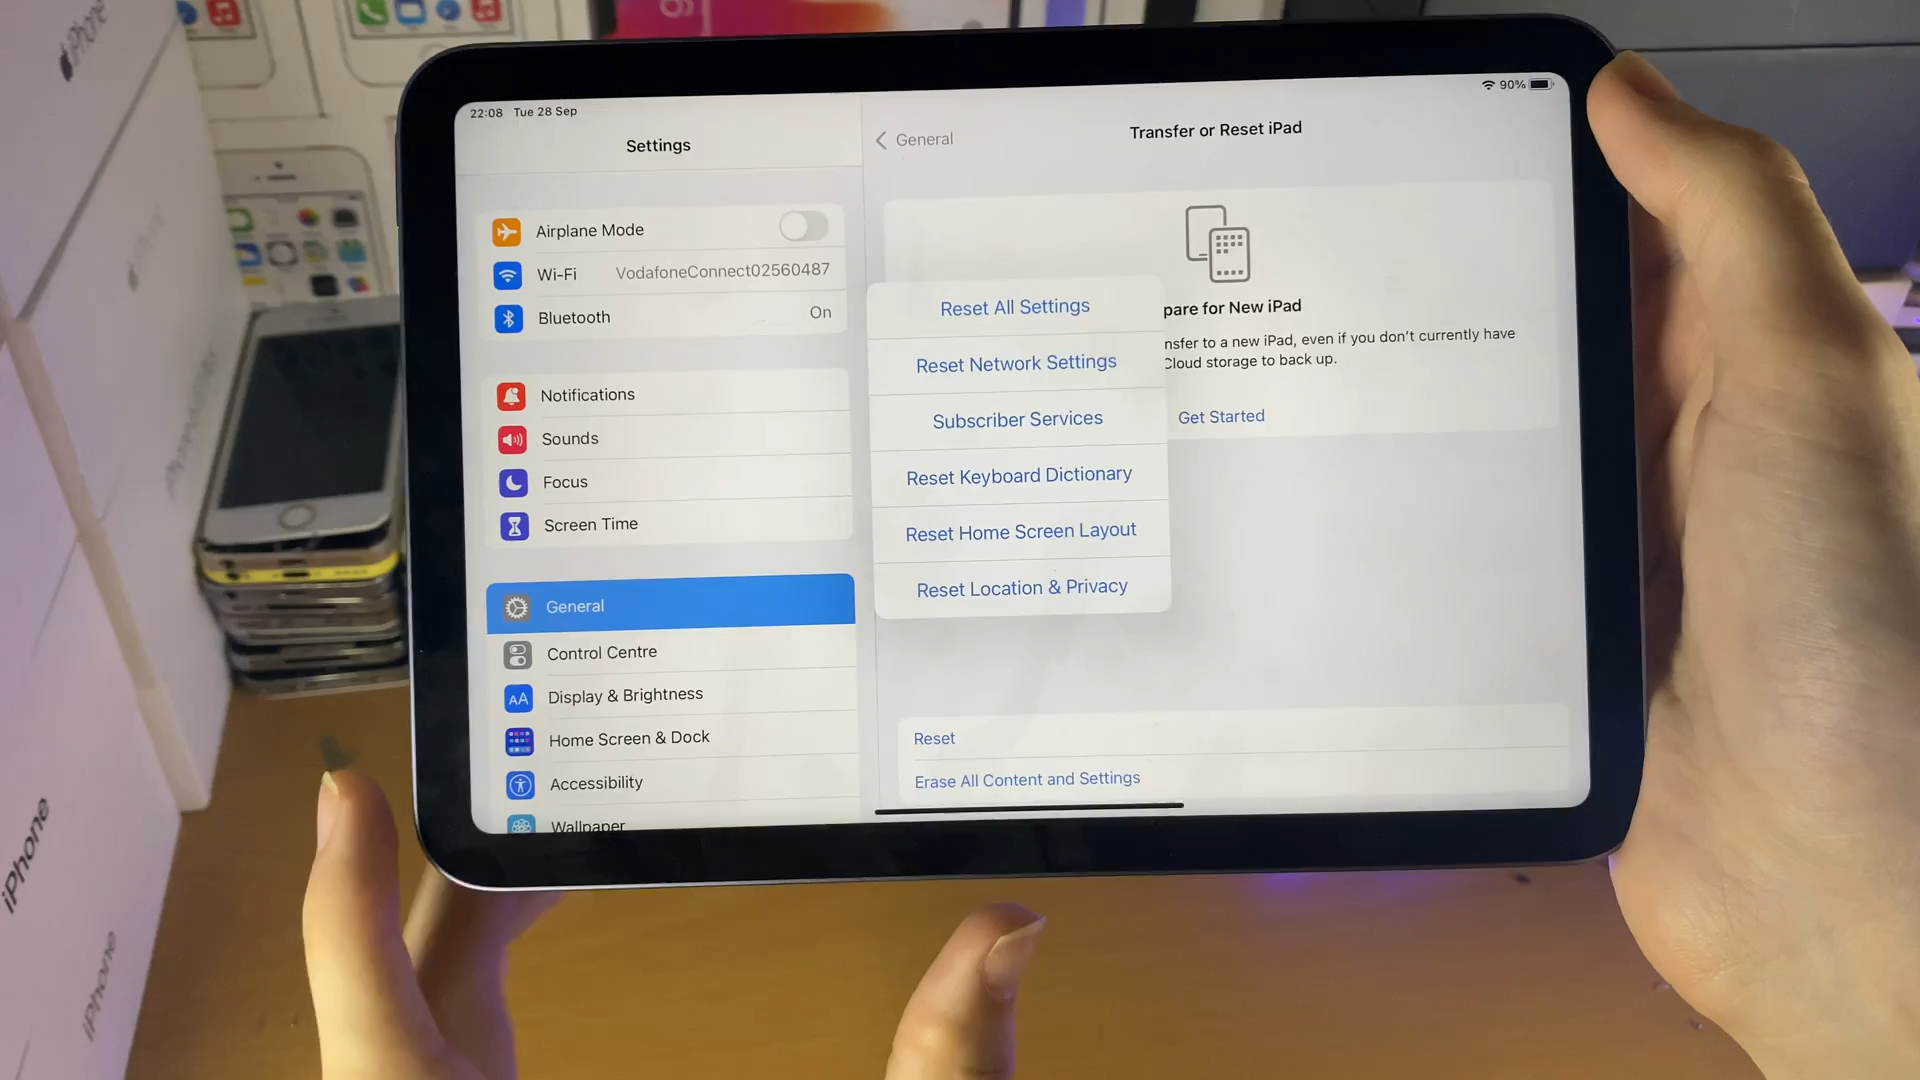 22:08 Tue 28 Sep
90%
Settings
General
Transfer or Reset iPad
Airplane Mode
Wi-Fi VodafoneConnect02560487
Bluetooth On
Notifications
Sounds
Focus
Screen Time
General
Control Centre
AA Display & Brightness
Home Screen & Dock
Accessibility
Wallpaper
pare for New iPad
nsfer to a new iPad, even if you don't currently have
Cloud storage to back up.
Get Started
Reset All Settings
Reset Network Settings
Subscriber Services
Reset Keyboard Dictionary
Reset Home Screen Layout
Reset Location & Privacy
Reset
Erase All Content and Settings
iPhone
iPhone
iPhone